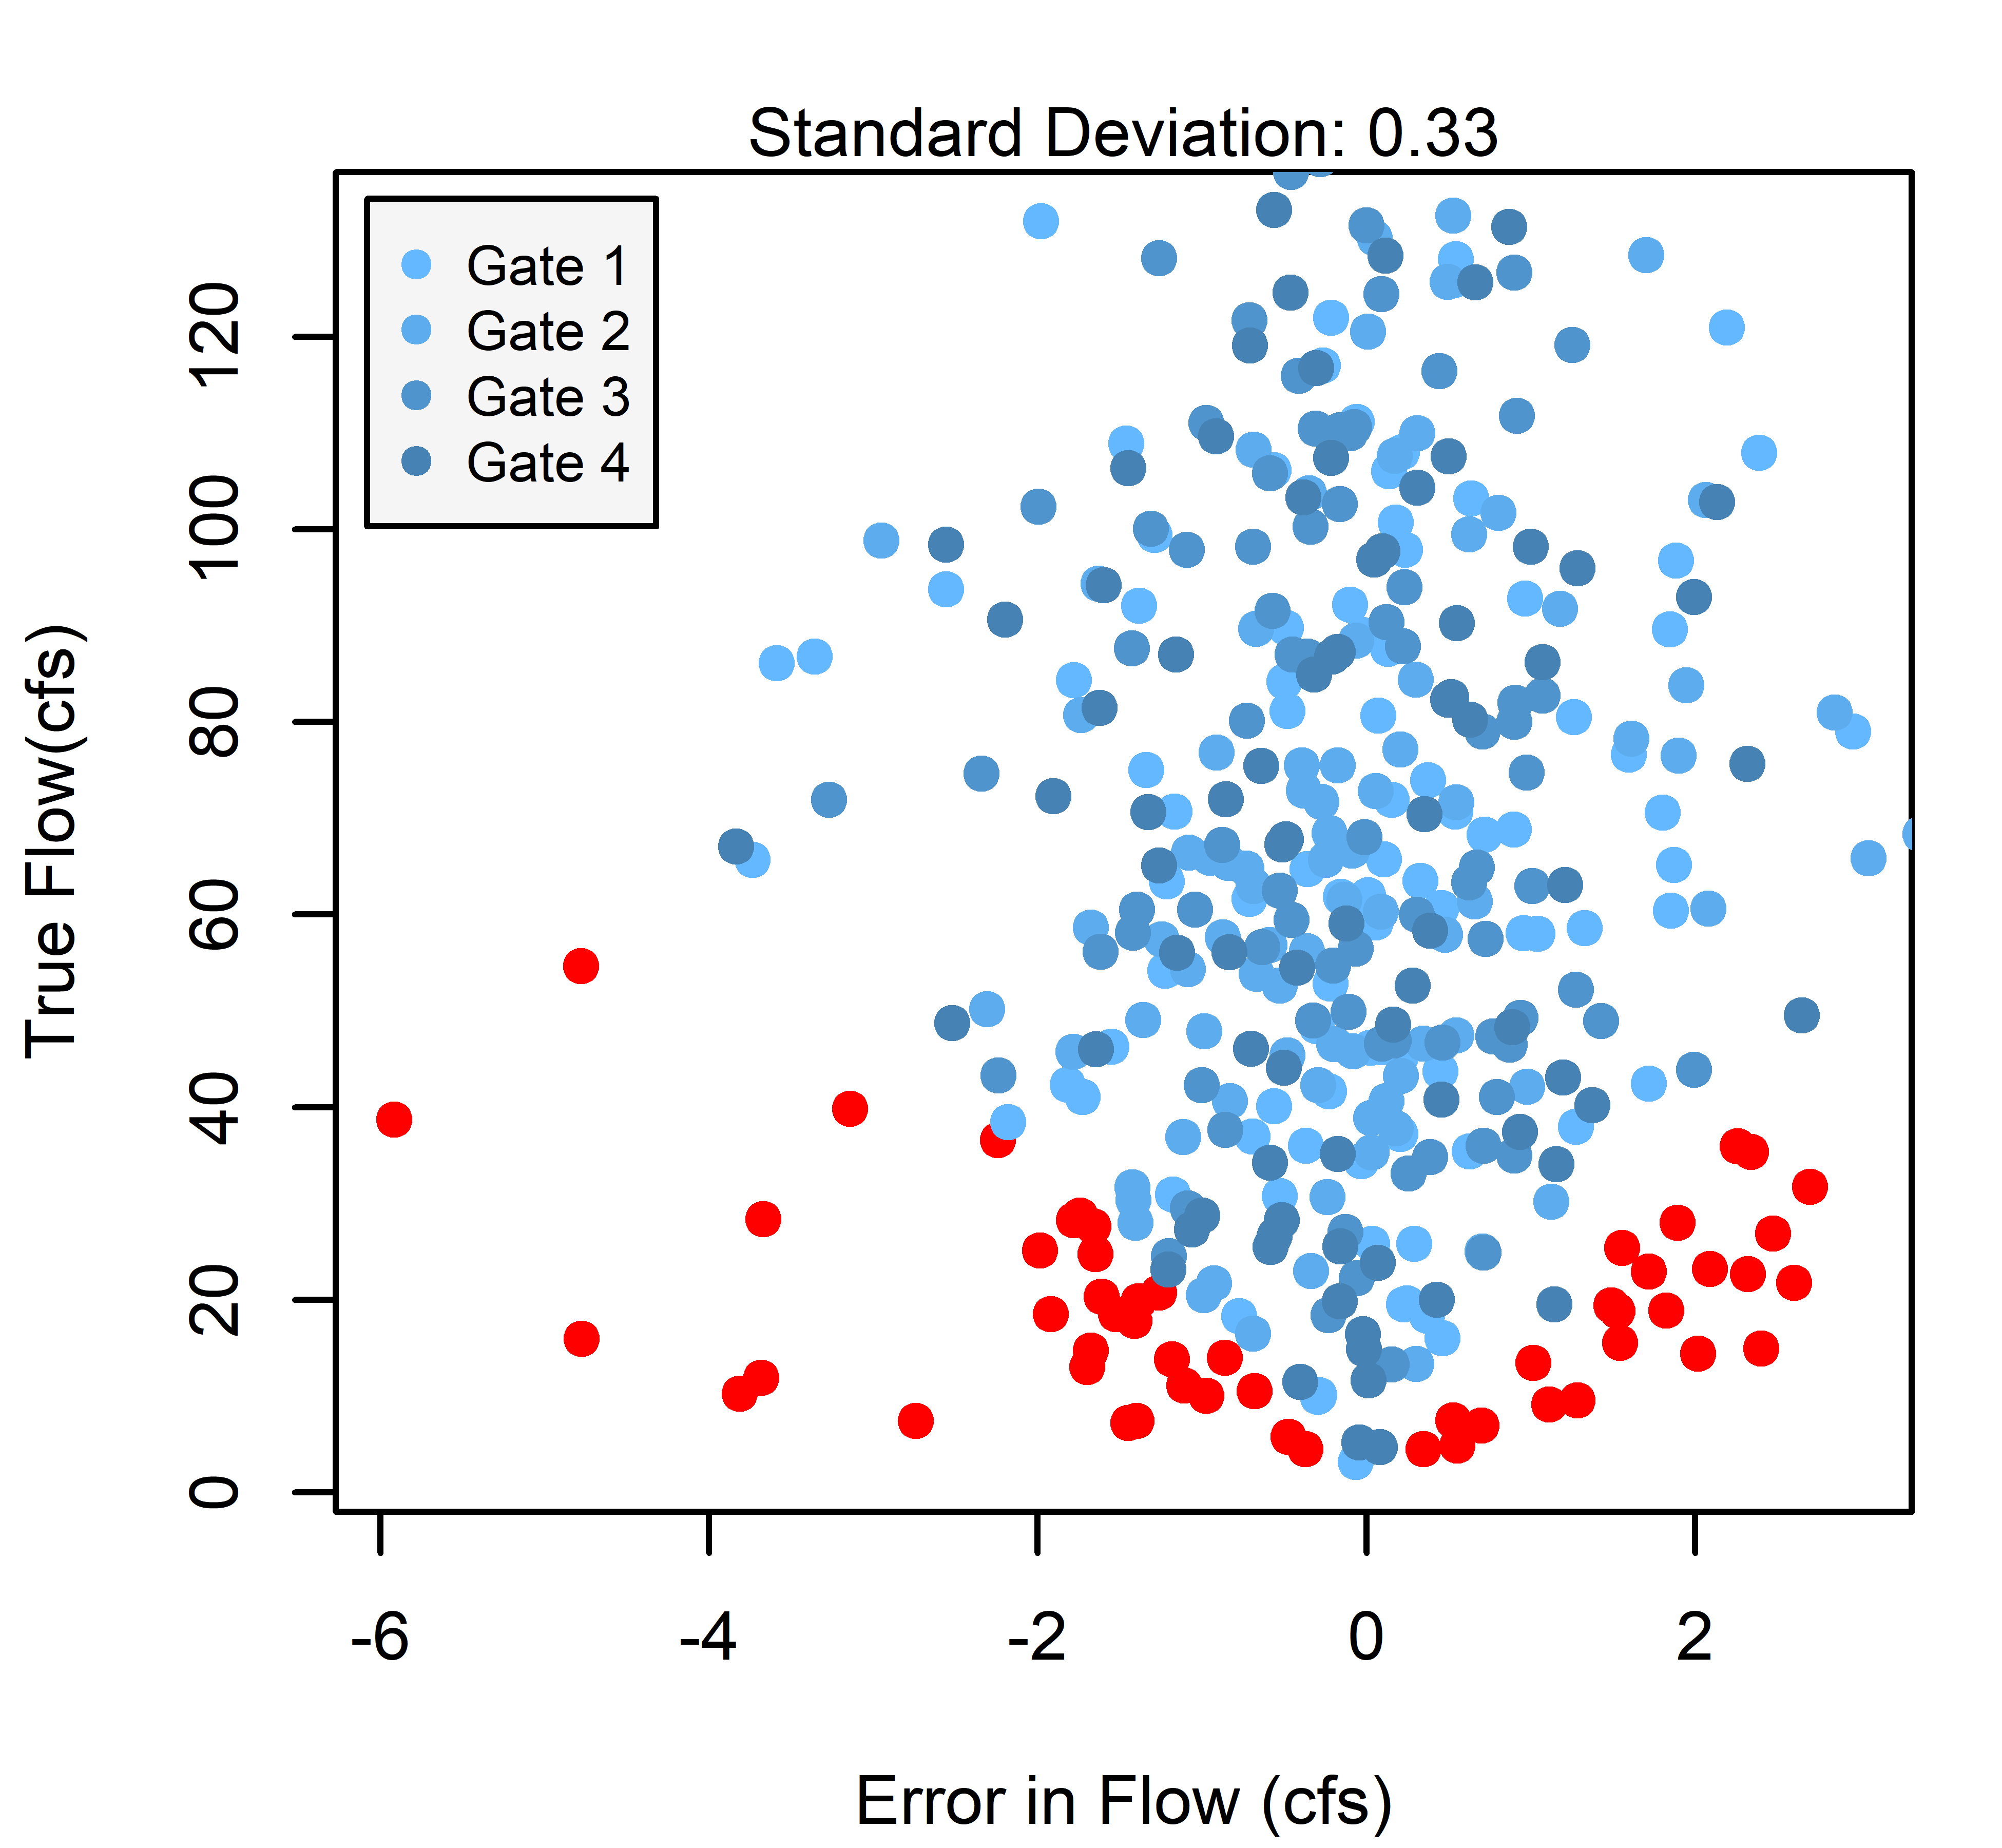 Standard Deviation: 0.33
Gate 1
Gate 2
Gate 3
Gate 4
True Flow(cfs)
120
100
80
60
40
20
0
-6 -4 -2 0 2
Error in Flow (cfs)